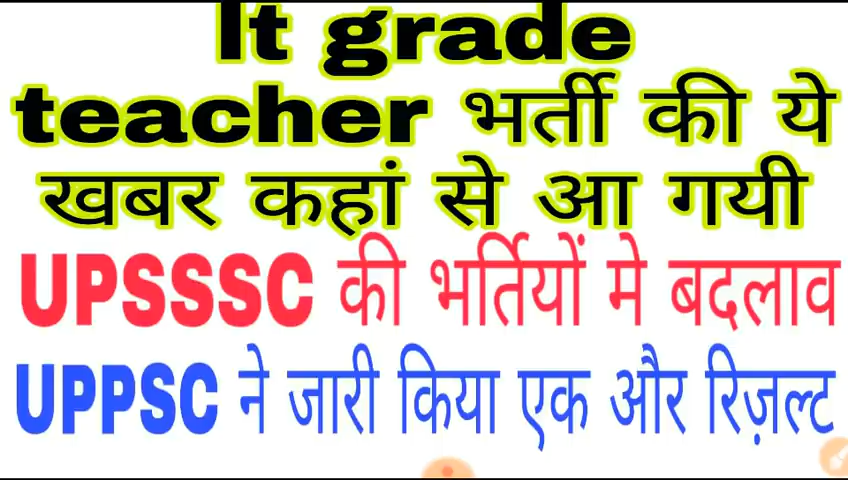 lt grade
teacher भर्ती की ये
खबर कहां से आ गयी
UPSSSC की भर्तियों मे बदलाव
UPPSC ने जारी किया एक और रिज़ल्ट